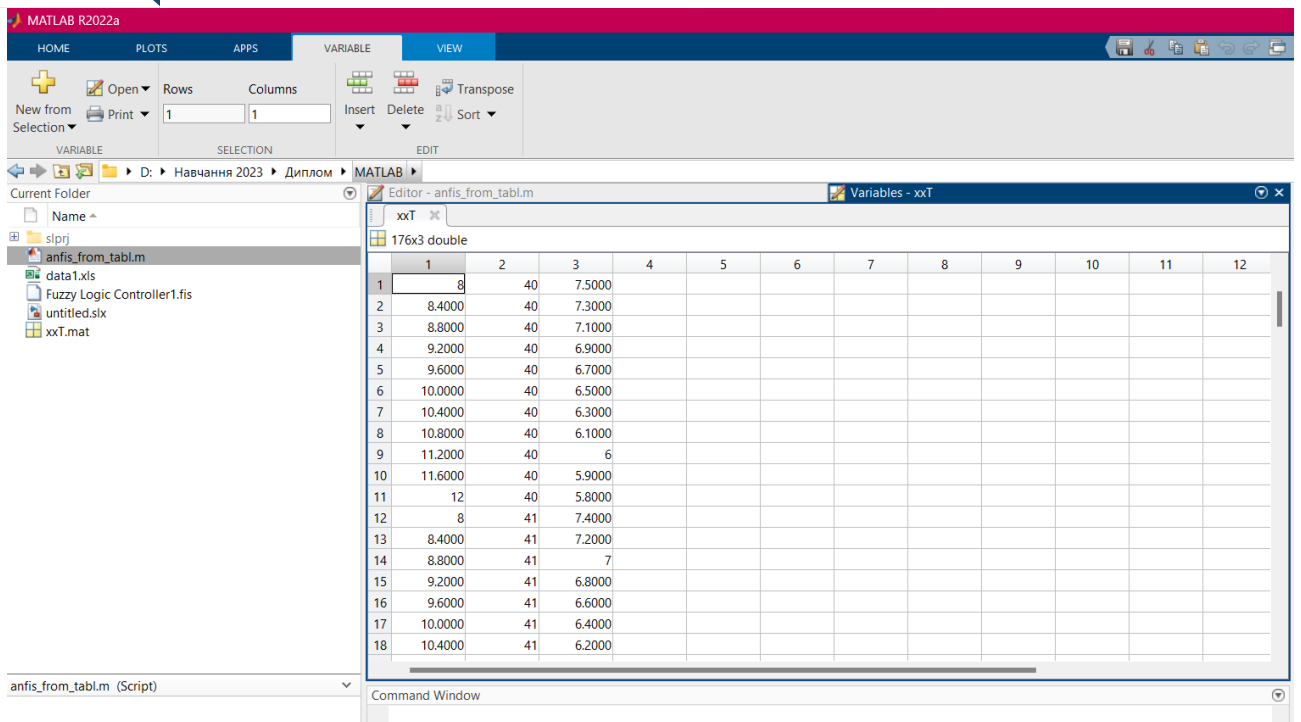 MATLAB R2022a
HOME PLOTS APPS VARIABLE VIEW
New from Selection
Open
Print
Rows Columns
1 1
Insert Delete
Transpose
Sort
VARIABLE SELECTION EDIT
D: Навчання 2023 Диплом MATLAB
Current Folder
Name
slprj
anfis_from_tabl.m
data1.xls
Fuzzy Logic Controller1.fis
untitled.slx
xxT.mat
anfis_from_tabl.m (Script)
Editor - anfis_from_tabl.m Variables - xxT
xxT
176x3 double
1 2 3 4 5 6 7 8 9 10 11 12
1 8 40 7.5000
2 8.4000 40 7.3000
3 8.8000 40 7.1000
4 9.2000 40 6.9000
5 9.6000 40 6.7000
6 10.0000 40 6.5000
7 10.4000 40 6.3000
8 10.8000 40 6.1000
9 11.2000 40 6
10 11.6000 40 5.9000
11 12 40 5.8000
12 8 41 7.4000
13 8.4000 41 7.2000
14 8.8000 41 7
15 9.2000 41 6.8000
16 9.6000 41 6.6000
17 10.0000 41 6.4000
18 10.4000 41 6.2000
Command Window